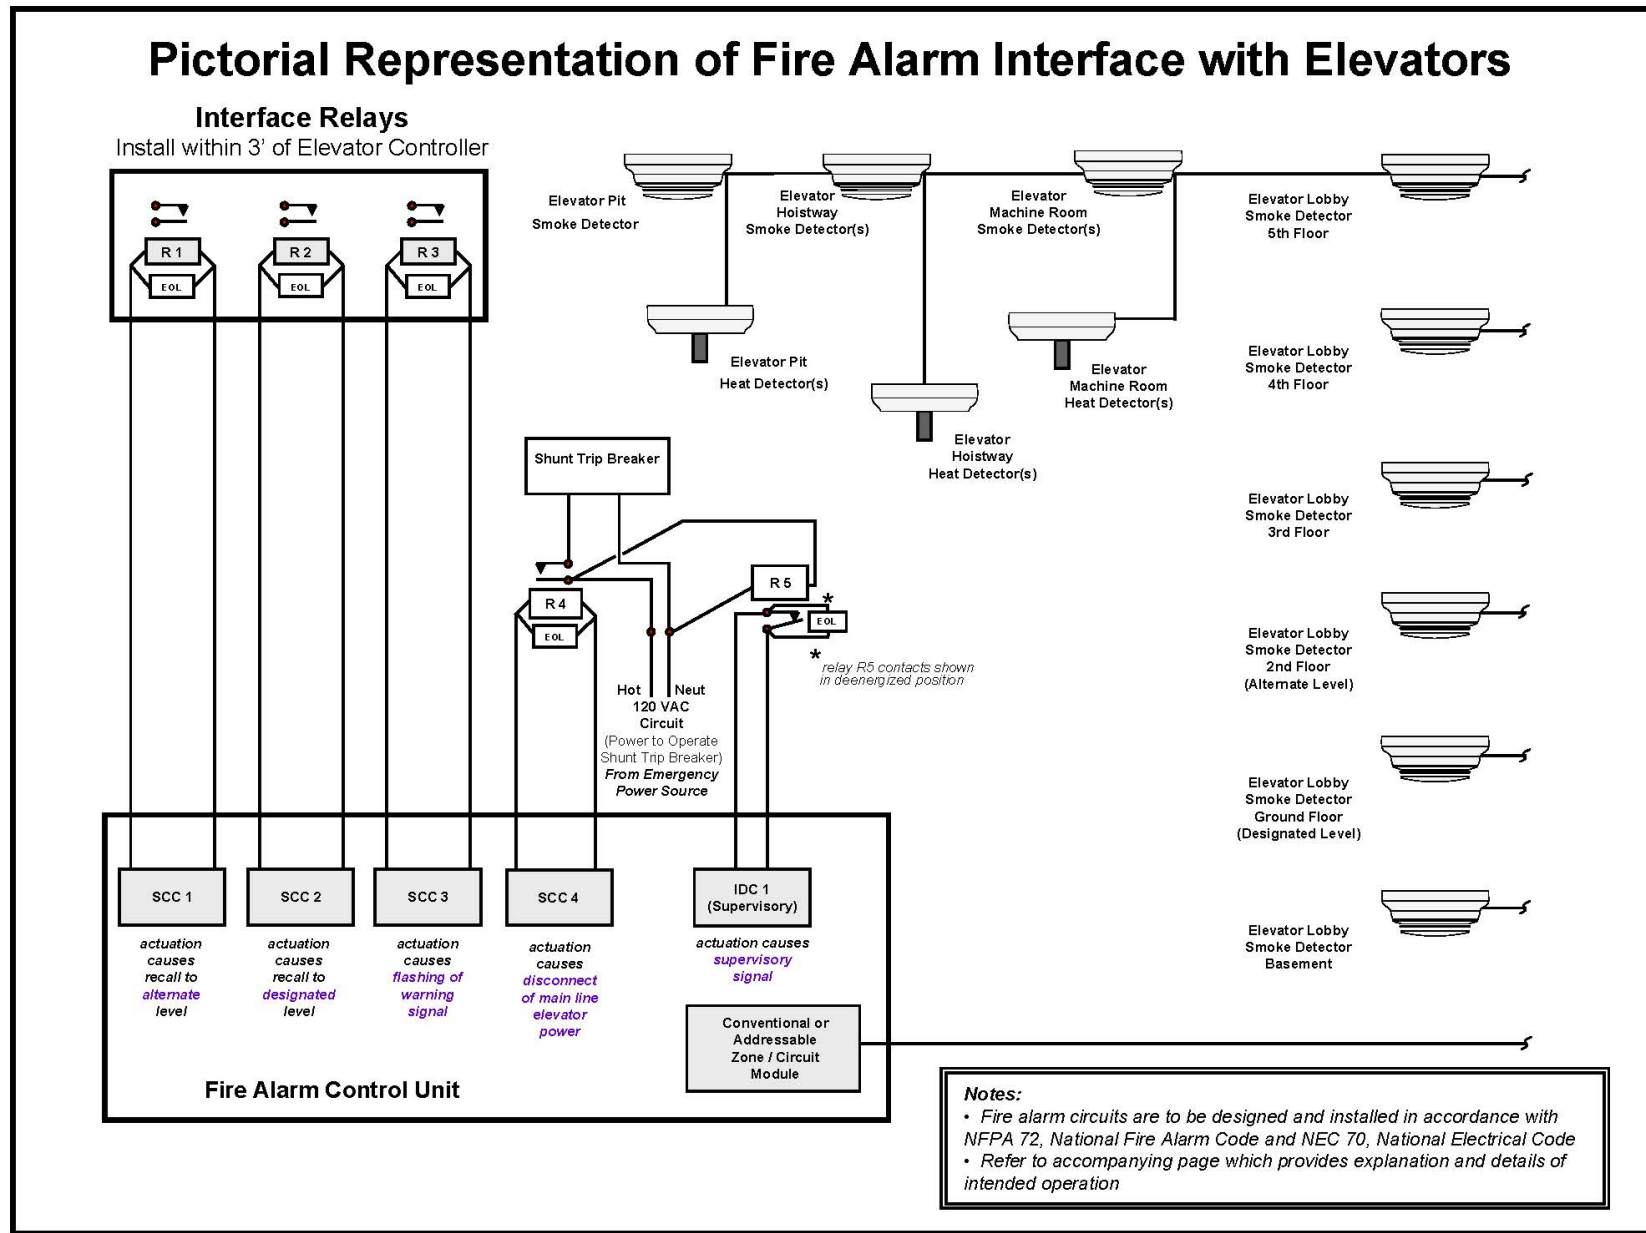 Pictorial Representation of Fire Alarm Interface with Elevators
Interface Relays
Install within 3' of Elevator Controller
R 1
EOL
R 2
EOL
R 3
EOL
Elevator Pit
Smoke Detector
Elevator
Hoistway
Smoke Detector(s)
Elevator
Machine Room
Smoke Detector(s)
Elevator Lobby
Smoke Detector
5th Floor
Elevator Pit
Heat Detector(s)
Elevator
Hoistway
Heat Detector(s)
Elevator
Machine Room
Heat Detector(s)
Elevator Lobby
Smoke Detector
4th Floor
Elevator Lobby
Smoke Detector
3rd Floor
Elevator Lobby
Smoke Detector
2nd Floor
(Alternate Level)
Elevator Lobby
Smoke Detector
Ground Floor
(Designated Level)
Elevator Lobby
Smoke Detector
Basement
Shunt Trip Breaker
R 4
EOL
R 5
*
EOL
* relay R5 contacts shown
in deenergized position
Hot Neut
120 VAC
Circuit
(Power to Operate
Shunt Trip Breaker)
From Emergency
Power Source
SCC 1
actuation
causes
recall to
alternate
level
SCC 2
actuation
causes
recall to
designated
level
SCC 3
actuation
causes
flashing of
warning
signal
SCC 4
actuation
causes
disconnect
of main line
elevator
power
IDC 1
(Supervisory)
actuation causes
supervisory
signal
Conventional or
Addressable
Zone / Circuit
Module
Fire Alarm Control Unit
Notes:
• Fire alarm circuits are to be designed and installed in accordance with
NFPA 72, National Fire Alarm Code and NEC 70, National Electrical Code
• Refer to accompanying page which provides explanation and details of
intended operation